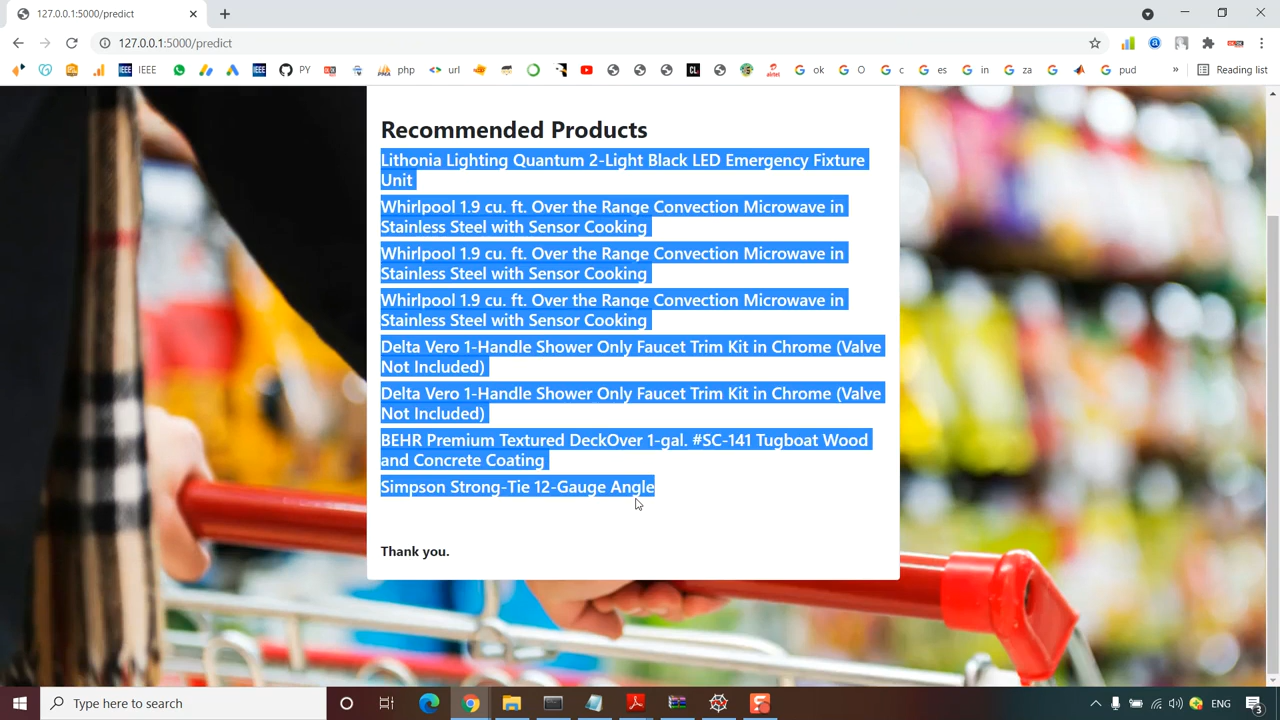 127.0.0.1:5000/predict
127.0.0.1:5000/predict
IEEE
PY
php
url
ok
O
c
es
in
za
pud
»
Reading list
Recommended Products
Lithonia Lighting Quantum 2-Light Black LED Emergency Fixture
Unit
Whirlpool 1.9 cu. ft. Over the Range Convection Microwave in
Stainless Steel with Sensor Cooking
Whirlpool 1.9 cu. ft. Over the Range Convection Microwave in
Stainless Steel with Sensor Cooking
Whirlpool 1.9 cu. ft. Over the Range Convection Microwave in
Stainless Steel with Sensor Cooking
Delta Vero 1-Handle Shower Only Faucet Trim Kit in Chrome (Valve
Not Included)
Delta Vero 1-Handle Shower Only Faucet Trim Kit in Chrome (Valve
Not Included)
BEHR Premium Textured DeckOver 1-gal. #SC-141 Tugboat Wood
and Concrete Coating
Simpson Strong-Tie 12-Gauge Angle
Thank you.
Type here to search
ENG
3